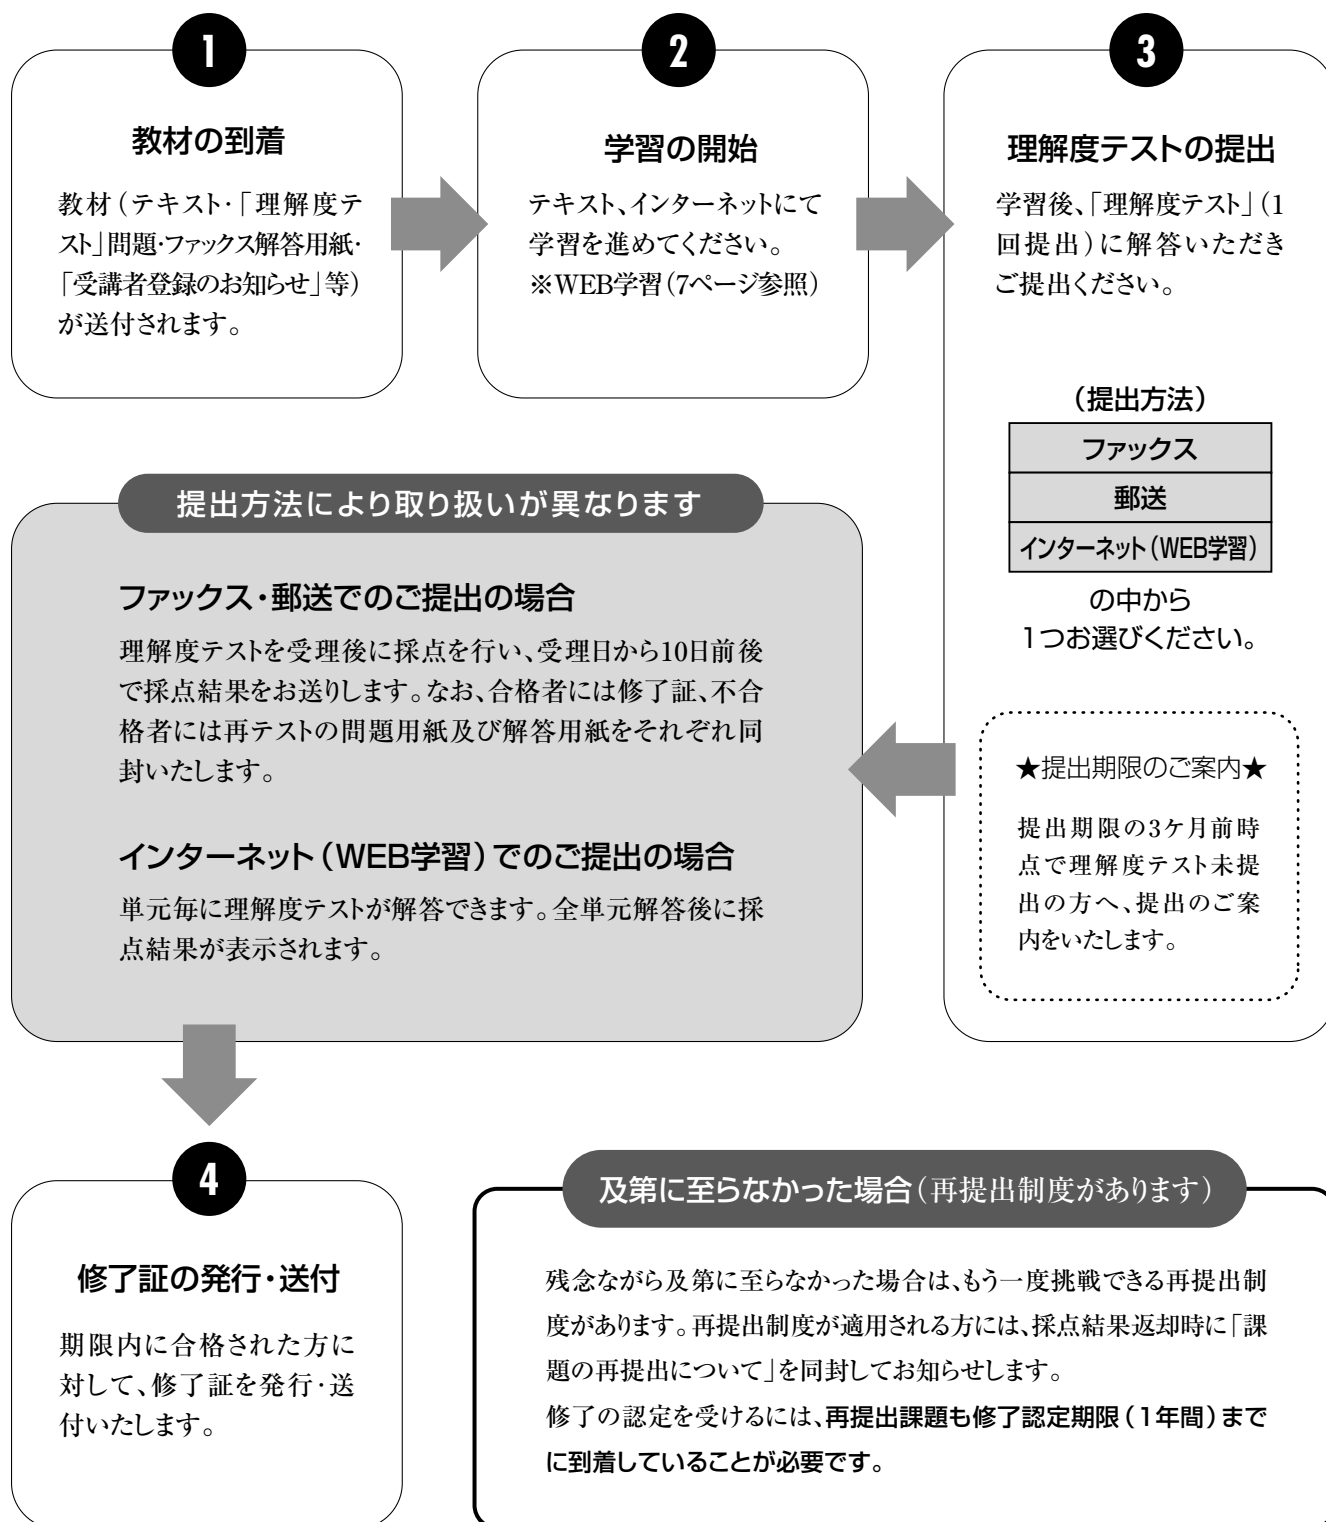 1
教材の到着
教材（テキスト・「理解度テ
スト」問題・ファックス解答用紙・
「受講者登録のお知らせ」等）
が送付されます。
2
学習の開始
テキスト、インターネットにて
学習を進めてください。
※WEB学習（7ページ参照）
3
理解度テストの提出
学習後、「理解度テスト」（1
回提出）に解答いただき
ご提出ください。
（提出方法）
ファックス
郵送
インターネット（WEB学習）
の中から
1つお選びください。
★提出期限のご案内★
提出期限の3ケ月前時
点で理解度テスト未提
出の方へ、提出のご案
内をいたします。
提出方法により取り扱いが異なります
ファックス・郵送でのご提出の場合
理解度テストを受理後に採点を行い、受理日から10日前後
で採点結果をお送りします。なお、合格者には修了証、不合
格者には再テストの問題用紙及び解答用紙をそれぞれ同
封いたします。
インターネット（WEB学習）でのご提出の場合
単元毎に理解度テストが解答できます。全単元解答後に採
点結果が表示されます。
4
修了証の発行・送付
期限内に合格された方に
対して、修了証を発行・送
付いたします。
及第に至らなかった場合（再提出制度があります）
残念ながら及第に至らなかった場合は、もう一度挑戦できる再提出制
度があります。再提出制度が適用される方には、採点結果返却時に「課
題の再提出について」を同封してお知らせします。
修了の認定を受けるには、再提出課題も修了認定期限（1年間）まで
に到着していることが必要です。